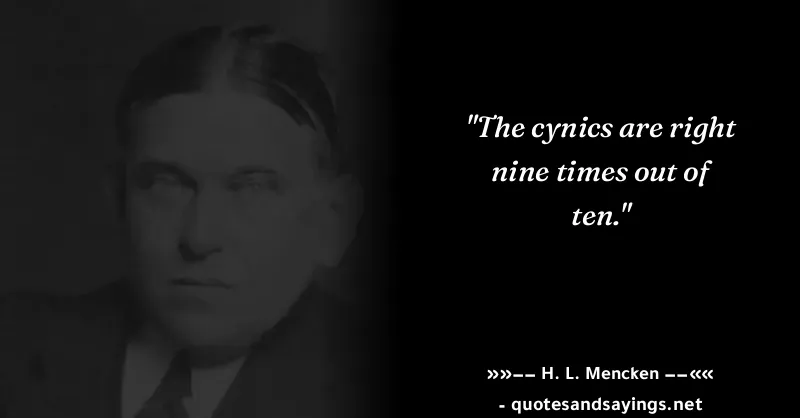 "The cynics are right
nine times out of
ten."
»»−− H. L. Mencken −−««
- quotesandsayings.net